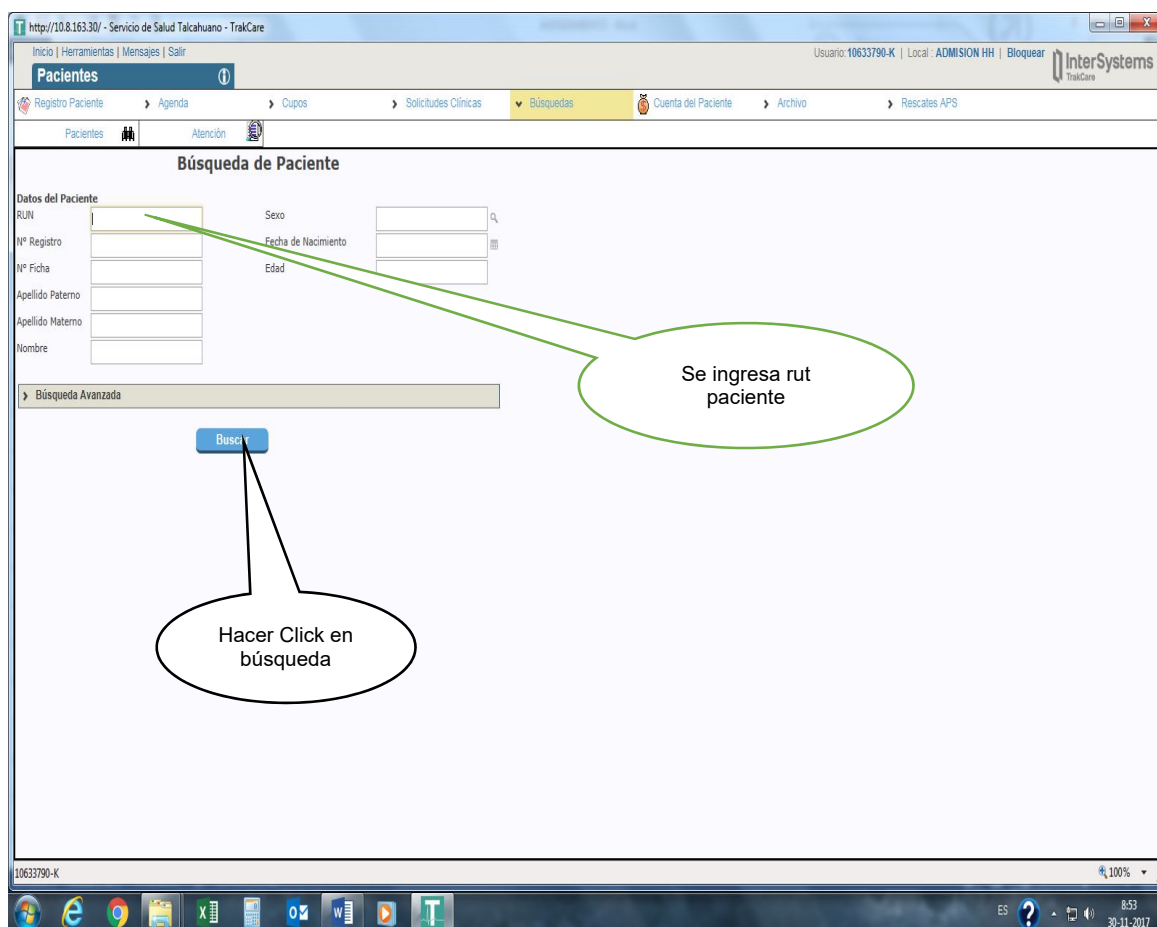 http://10.8.163.30/ - Servicio de Salud Talcahuano - TrakCare
Inicio | Herramientas | Mensajes | Salir
Usuario:10633790-K | Local : ADMISION HH | Bloquear
InterSystems
TrakCare
Pacientes
Registro Paciente
Agenda
Cupos
Solicitudes Clínicas
Búsquedas
Cuenta del Paciente
Archivo
Rescates APS
Pacientes
Atención
Búsqueda de Paciente
Datos del Paciente
RUN
Sexo
Nº Registro
Fecha de Nacimiento
Nº Ficha
Edad
Apellido Paterno
Apellido Materno
Nombre
Se ingresa rut
paciente
Búsqueda Avanzada
Buscar
Hacer Click en
búsqueda
10633790-K
100%
ES
8:53
30-11-2017